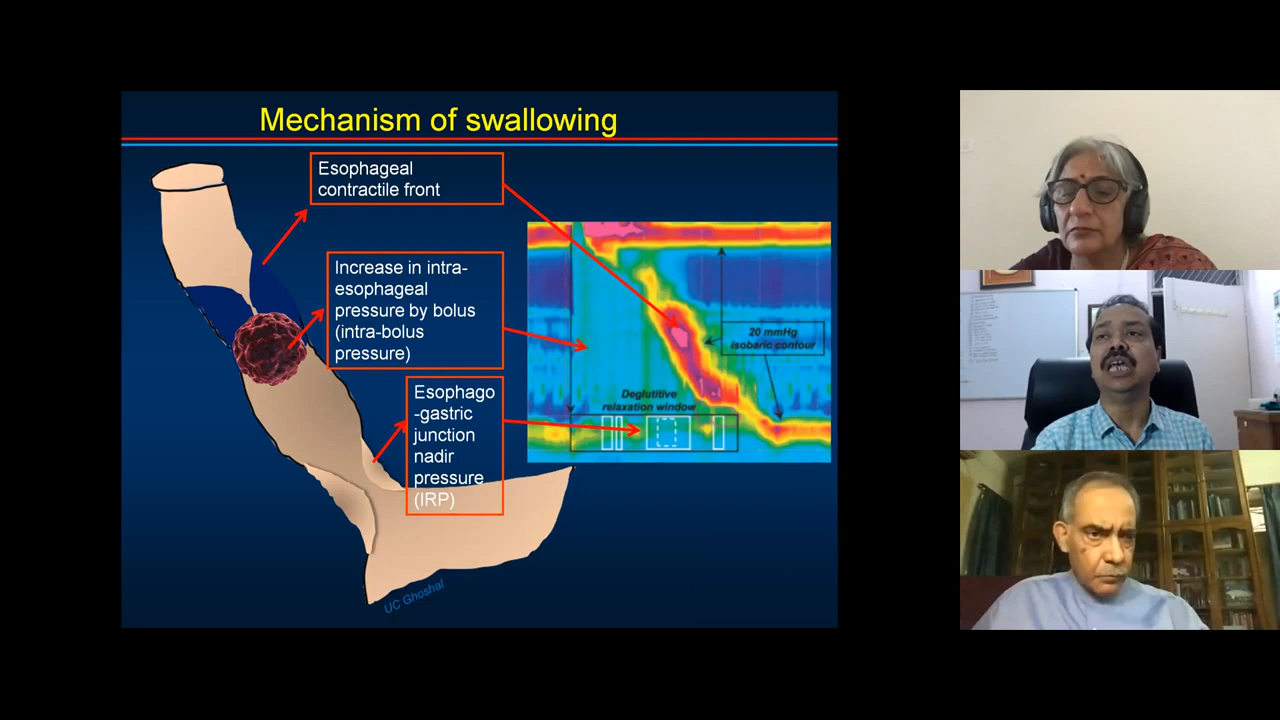 Mechanism of swallowing
Esophageal
contractile front
Increase in intra-
esophageal
pressure by bolus
(intra-bolus
pressure)
Esophago
-gastric
junction
nadir
pressure
(IRP)
20 mmHg
isobaric contour
Deglutitive
relaxation window
UC Ghoshal